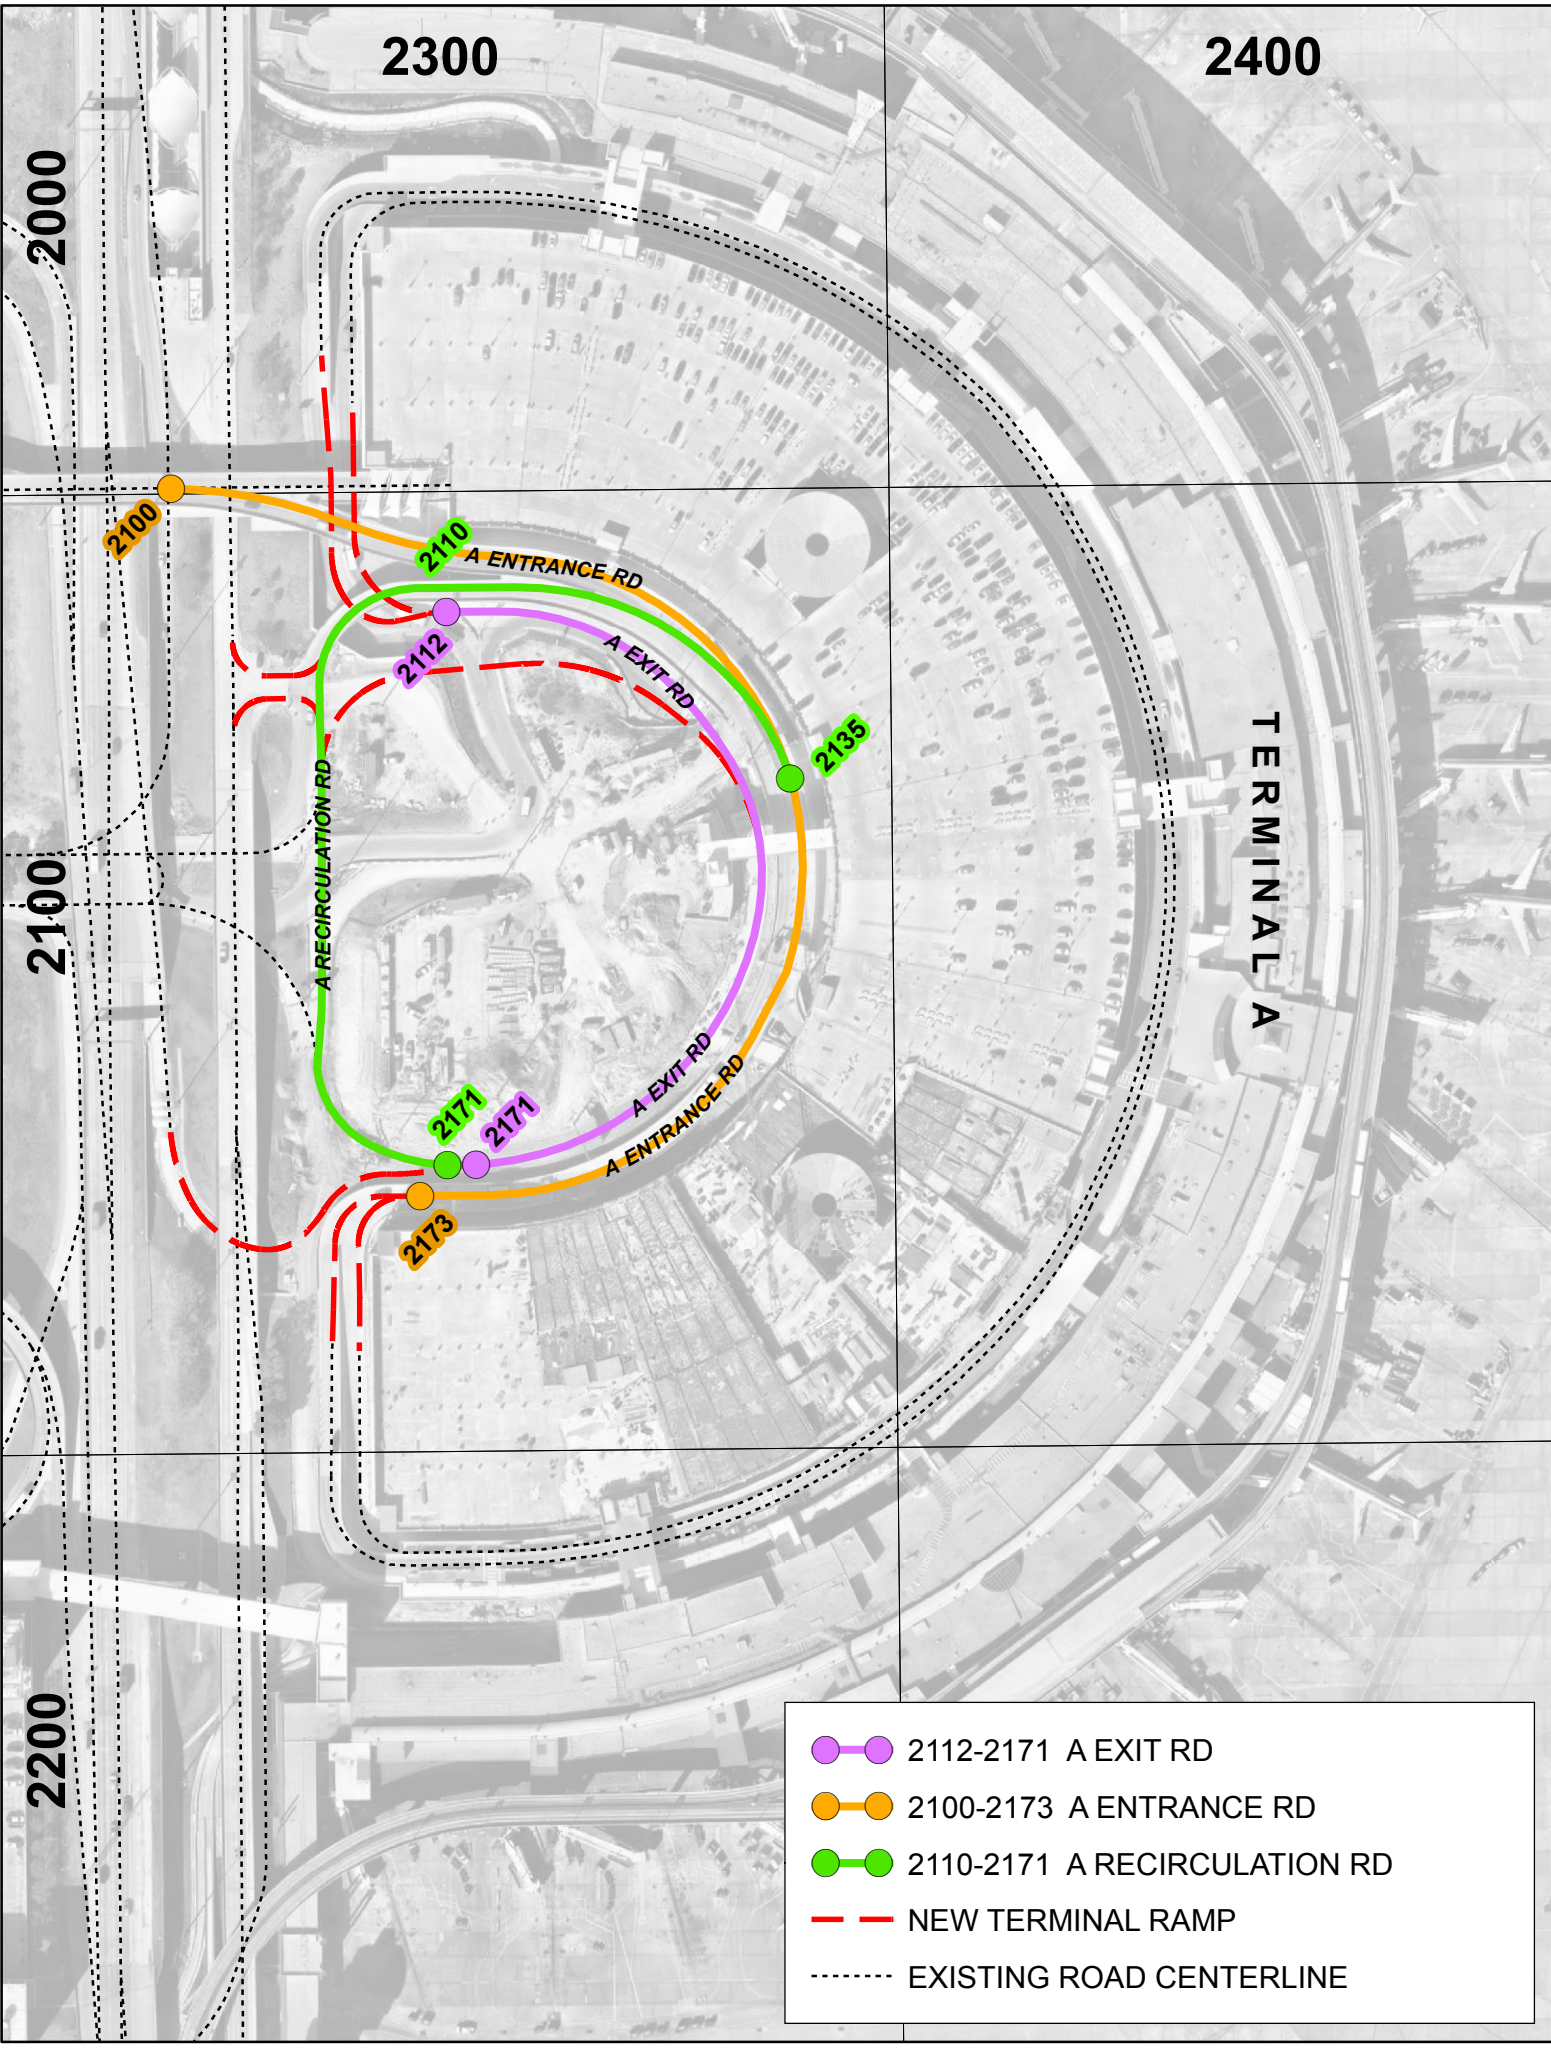 2300
2400
2000
2100
2110
A ENTRANCE RD
2112
A EXIT RD
2135
TERMINAL A
A RECIRCULATION RD
2100
A EXIT RD
A ENTRANCE RD
2171
2171
2173
2200
2112-2171 A EXIT RD
2100-2173 A ENTRANCE RD
2110-2171 A RECIRCULATION RD
NEW TERMINAL RAMP
EXISTING ROAD CENTERLINE